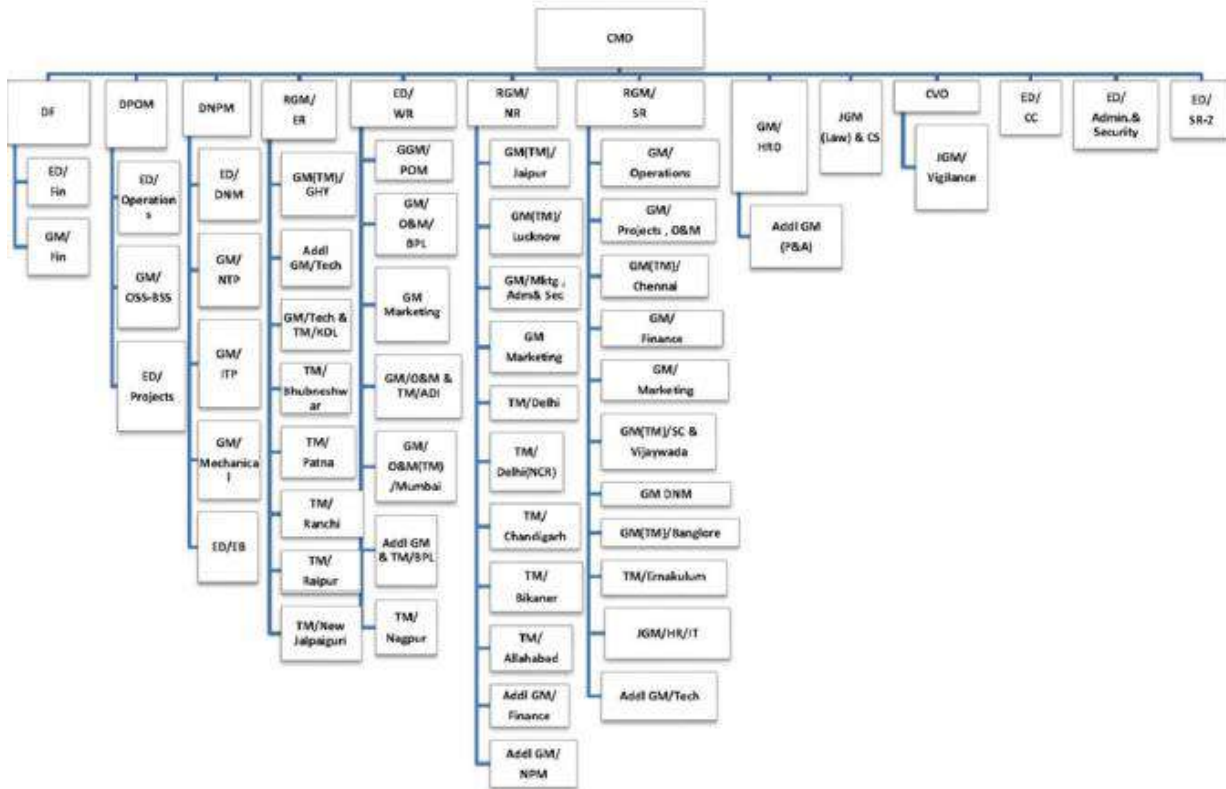 CMD
DF
ED/
Fin
GM/
Fin
DPOM
ED/
Operation
s
GM/
OSS-BSS
ED/
Projects
DNPM
ED/
DNM
GM/
NTP
GM/
ITP
GM/
Mechanica
l
ED/EB
RGM/
ER
GM(TM)/
GHY
Addl
GM/Tech
GM/Tech &
TM/KOL
TM/
Bhubneshw
ar
TM/
Patna
TM/
Ranchi
TM/
Raipur
TM/New
Jalpaiguri
ED/
WR
GGM/
POM
GM/
O&M/
BPL
GM
Marketing
GM/O&M &
TM/ADI
GM/
O&M(TM)
/Mumbai
Addl GM
& TM/BPL
TM/
Nagpur
RGM/
NR
GM(TM)/
Jaipur
GM(TM)/
Lucknow
GM/Mktg ,
Adm& Sec
GM
Marketing
TM/Delhi
TM/
Delhi(NCR)
TM/
Chandigarh
TM/
Bikaner
TM/
Allahabad
Addl GM/
Finance
Addl GM/
NPM
RGM/
SR
GM/
Operations
GM/
Projects , O&M
GM(TM)/
Chennai
GM/
Finance
GM/
Marketing
GM(TM)/SC &
Vijaywada
GM DNM
GM(TM)/Banglore
TM/Ernakulum
JGM/HR/IT
Addl GM/Tech
GM/
HRD
Addl GM
(P&A)
JGM
(Law) & CS
CVO
JGM/
Vigilance
ED/
CC
ED/
Admin.&
Security
ED/
SR-2